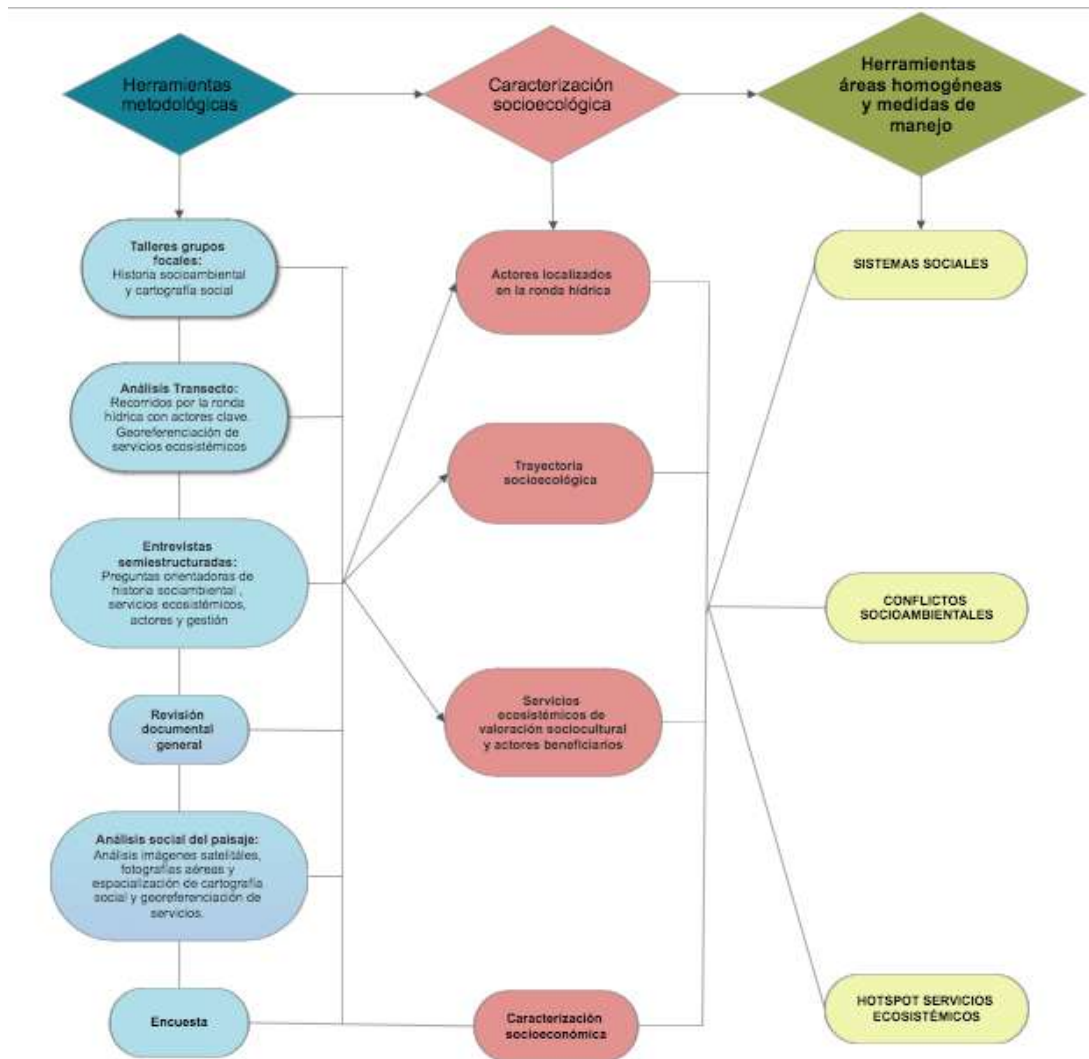 Herramientas
metodológicas
Caracterización
socioecológica
Herramientas
áreas homogéneas
y medidas de
manejo
Talleres grupos
focales:
Historia socioambiental
y cartografía social
Análisis Transecto:
Recorridos por la ronda
hídrica con actores clave.
Georeferenciación de
servicios ecosistémicos
Entrevistas
semiestructuradas:
Preguntas orientadoras de
historia sociambiental ,
servicios ecosistémicos,
actores y gestión
Revisión
documental
general
Análisis social del paisaje:
Análisis imágenes satelitáles,
fotografías aéreas y
espacialización de cartografía
social y georeferenciación de
servicios.
Encuesta
Actores localizados
en la ronda hídrica
Trayectoria
socioecológica
Servicios
ecosistémicos de
valoración sociocultural
y actores beneficiarios
Caracterización
socioeconómica
SISTEMAS SOCIALES
CONFLICTOS
SOCIOAMBIENTALES
HOTSPOT SERVICIOS
ECOSISTÉMICOS